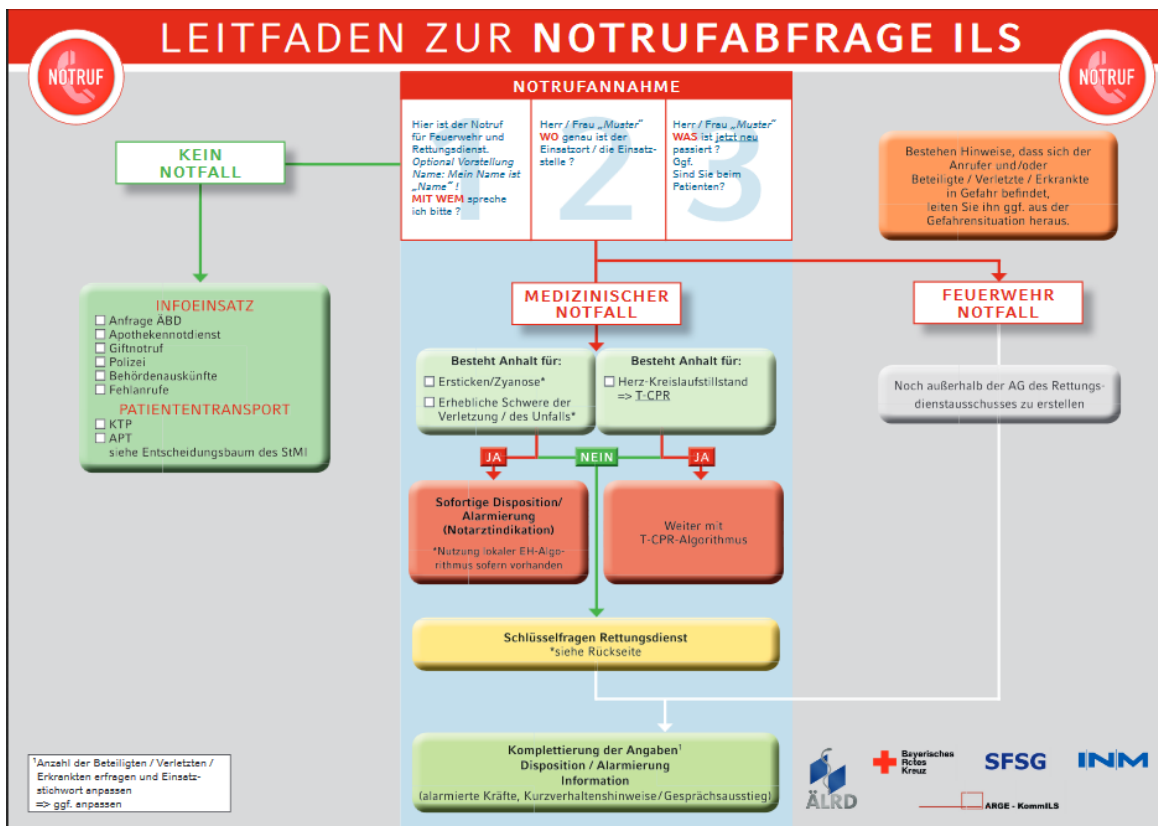 LEITFADEN ZUR NOTRUFABFRAGE ILS
NOTRUF
NOTRUF
NOTRUFANNAHME
1
Hier ist der Notruf
für Feuerwehr und
Rettungsdienst.
Optional Vorstellung
Name: Mein Name ist
„Name“ !
MIT WEM spreche
ich bitte ?
2
Herr / Frau „Muster“
WO genau ist der
Einsatzort / die Einsatz-
stelle ?
3
Herr / Frau „Muster“
WAS ist jetzt neu
passiert ?
Ggf.
Sind Sie beim
Patienten?
KEIN
NOTFALL
Bestehen Hinweise, dass sich der
Anrufer und/oder
Beteiligte / Verletzte / Erkrankte
in Gefahr befindet,
leiten Sie ihn ggf. aus der
Gefahrensituation heraus.
INFOEINSATZ
Anfrage ÄBD
Apothekennotdienst
Giftnotruf
Polizei
Behördenauskünfte
Fehlanrufe
PATIENTENTRANSPORT
KTP
APT
siehe Entscheidungsbaum des StMI
MEDIZINISCHER
NOTFALL
FEUERWEHR
NOTFALL
Besteht Anhalt für:
Ersticken/Zyanose*
Erhebliche Schwere der
Verletzung / des Unfalls*
Besteht Anhalt für:
Herz-Kreislaufstillstand
=> T-CPR
Noch außerhalb der AG des Rettungs-
dienstausschusses zu erstellen
JA
NEIN
JA
Sofortige Disposition/
Alarmierung
(Notarztindikation)
*Nutzung lokaler EH-Algo-
rithmus sofern vorhanden
Weiter mit
T-CPR-Algorithmus
Schlüsselfragen Rettungsdienst
*siehe Rückseite
Komplettierung der Angaben¹
Disposition / Alarmierung
Information
(alarmierte Kräfte, Kurzverhaltenshinweise/Gesprächsausstieg)
¹Anzahl der Beteiligten / Verletzten /
Erkrankten erfragen und Einsatz-
stichwort anpassen
=> ggf. anpassen
ÄLRD
Bayerisches
Rotes
Kreuz
SFSG
INM
ARGE - KommILS